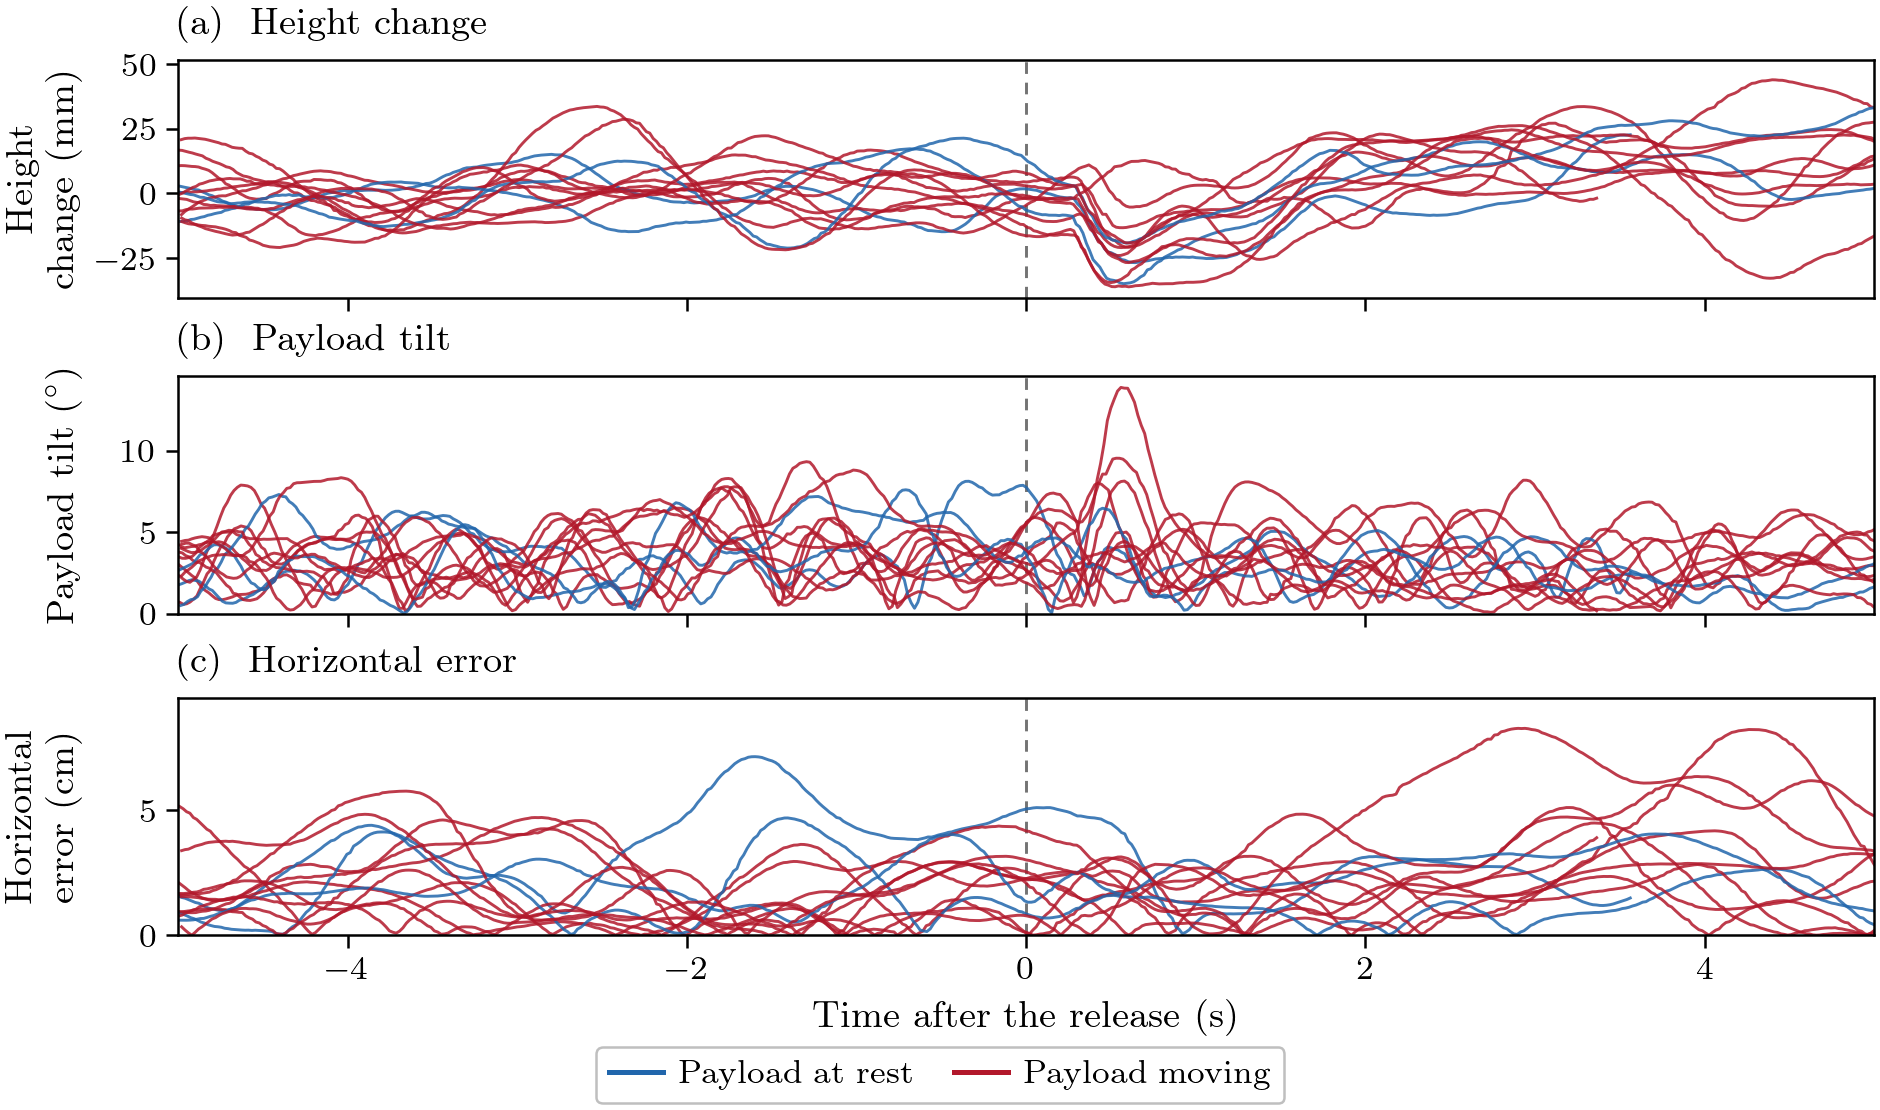 (a) Height change
Height
change (mm)
50
25
0
−25
(b) Payload tilt
Payload tilt (°)
10
5
0
(c) Horizontal error
Horizontal
error (cm)
5
0
−4
−2
0
2
4
Time after the release (s)
Payload at rest
Payload moving